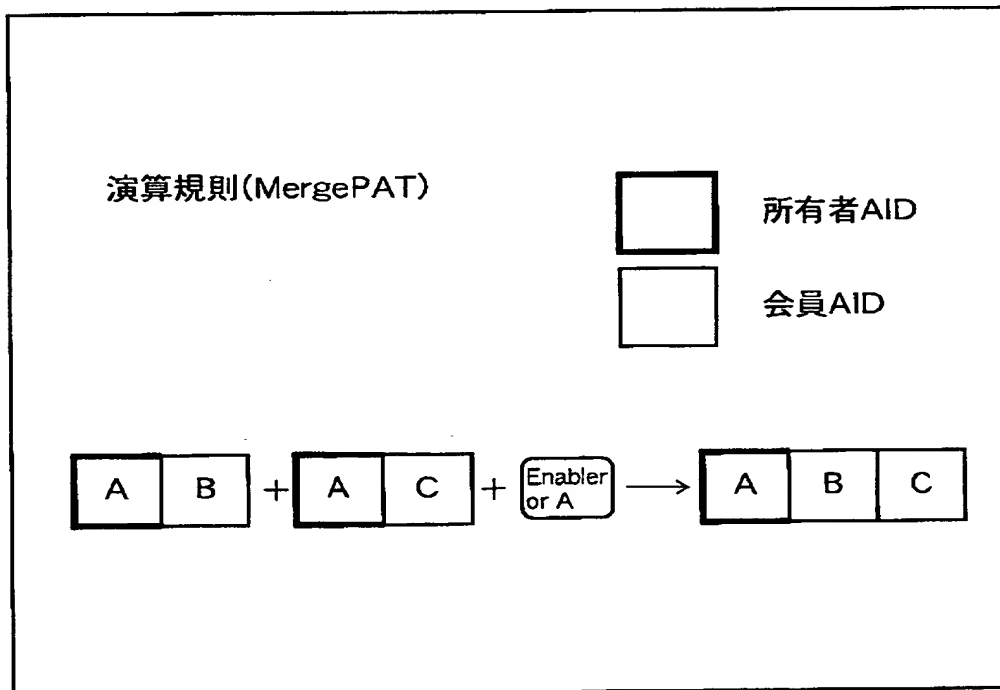 演算規則(MergePAT)
所有者AID
会員AID
A B + A C + Enabler or A → A B C